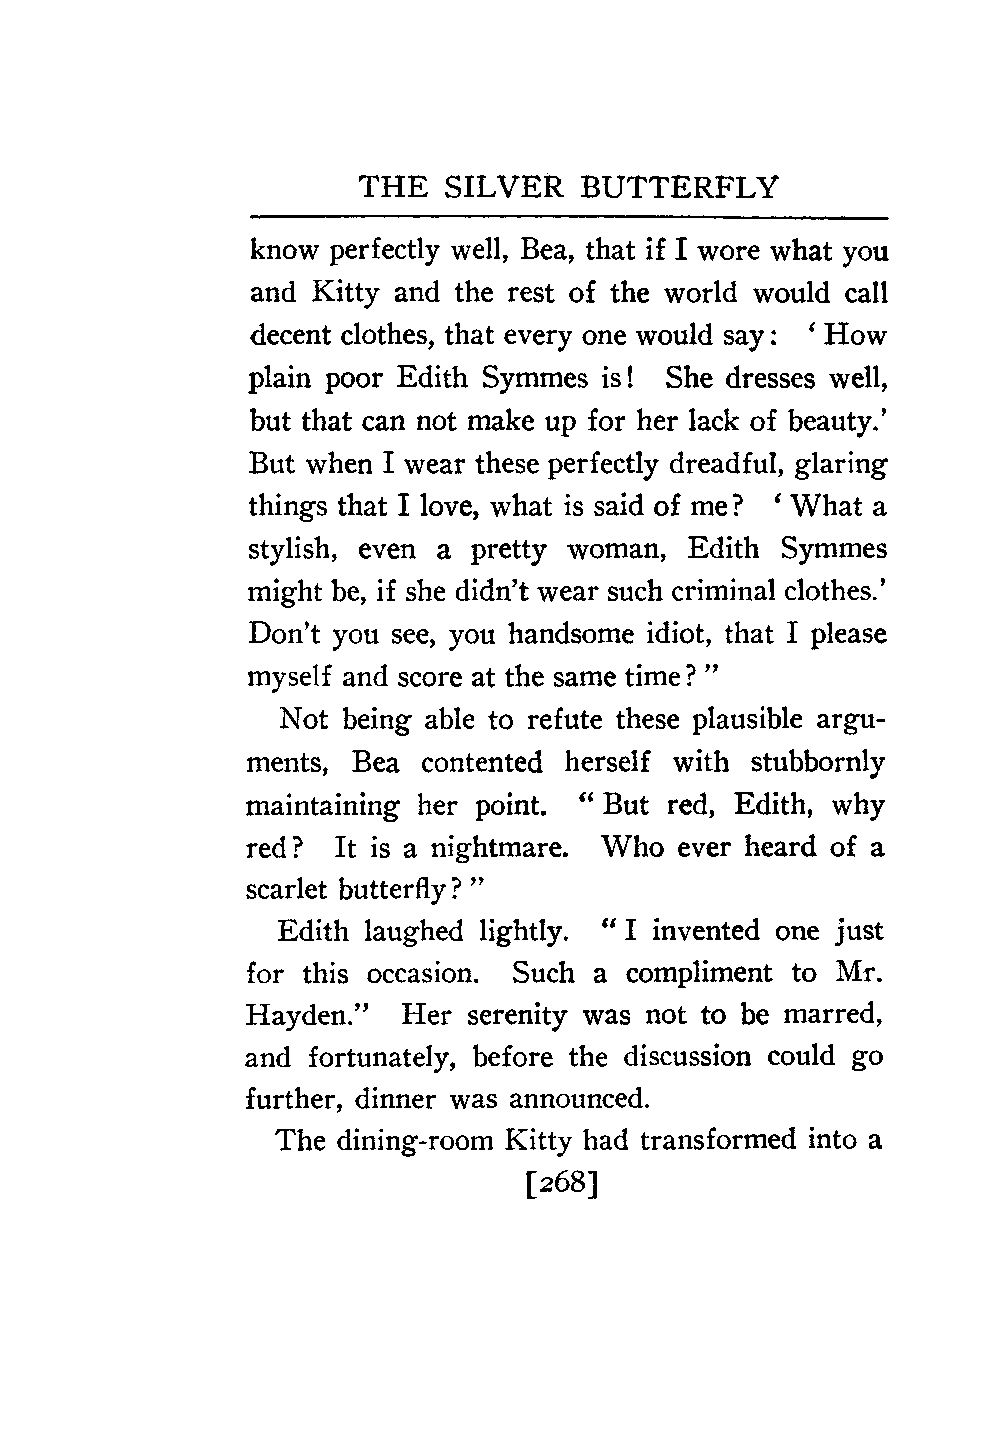 THE SILVER BUTTERFLY
know perfectly well, Bea, that if I wore what you
and Kitty and the rest of the world would call
decent clothes, that every one would say: ‘ How
plain poor Edith Symmes is! She dresses well,
but that can not make up for her lack of beauty.’
But when I wear these perfectly dreadful, glaring
things that I love, what is said of me? ‘ What a
stylish, even a pretty woman, Edith Symmes
might be, if she didn’t wear such criminal clothes.’
Don’t you see, you handsome idiot, that I please
myself and score at the same time? ”
Not being able to refute these plausible argu-
ments, Bea contented herself with stubbornly
maintaining her point. “ But red, Edith, why
red? It is a nightmare. Who ever heard of a
scarlet butterfly? ”
Edith laughed lightly. “ I invented one just
for this occasion. Such a compliment to Mr.
Hayden.” Her serenity was not to be marred,
and fortunately, before the discussion could go
further, dinner was announced.
The dining-room Kitty had transformed into a
[268]